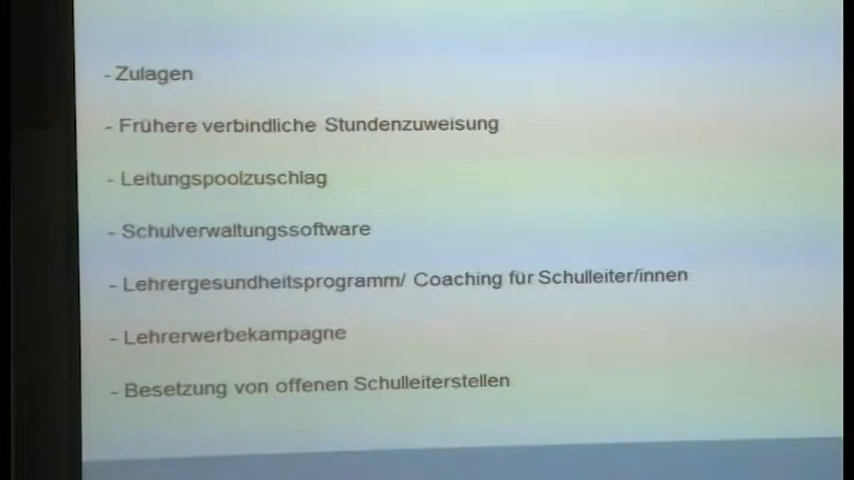 - Zulagen
- Frühere verbindliche Stundenzuweisung
- Leitungspoolzuschlag
- Schulverwaltungssoftware
- Lehrergesundheitsprogramm/ Coaching für Schulleiter/innen
- Lehrerwerbekampagne
- Besetzung von offenen Schulleiterstellen